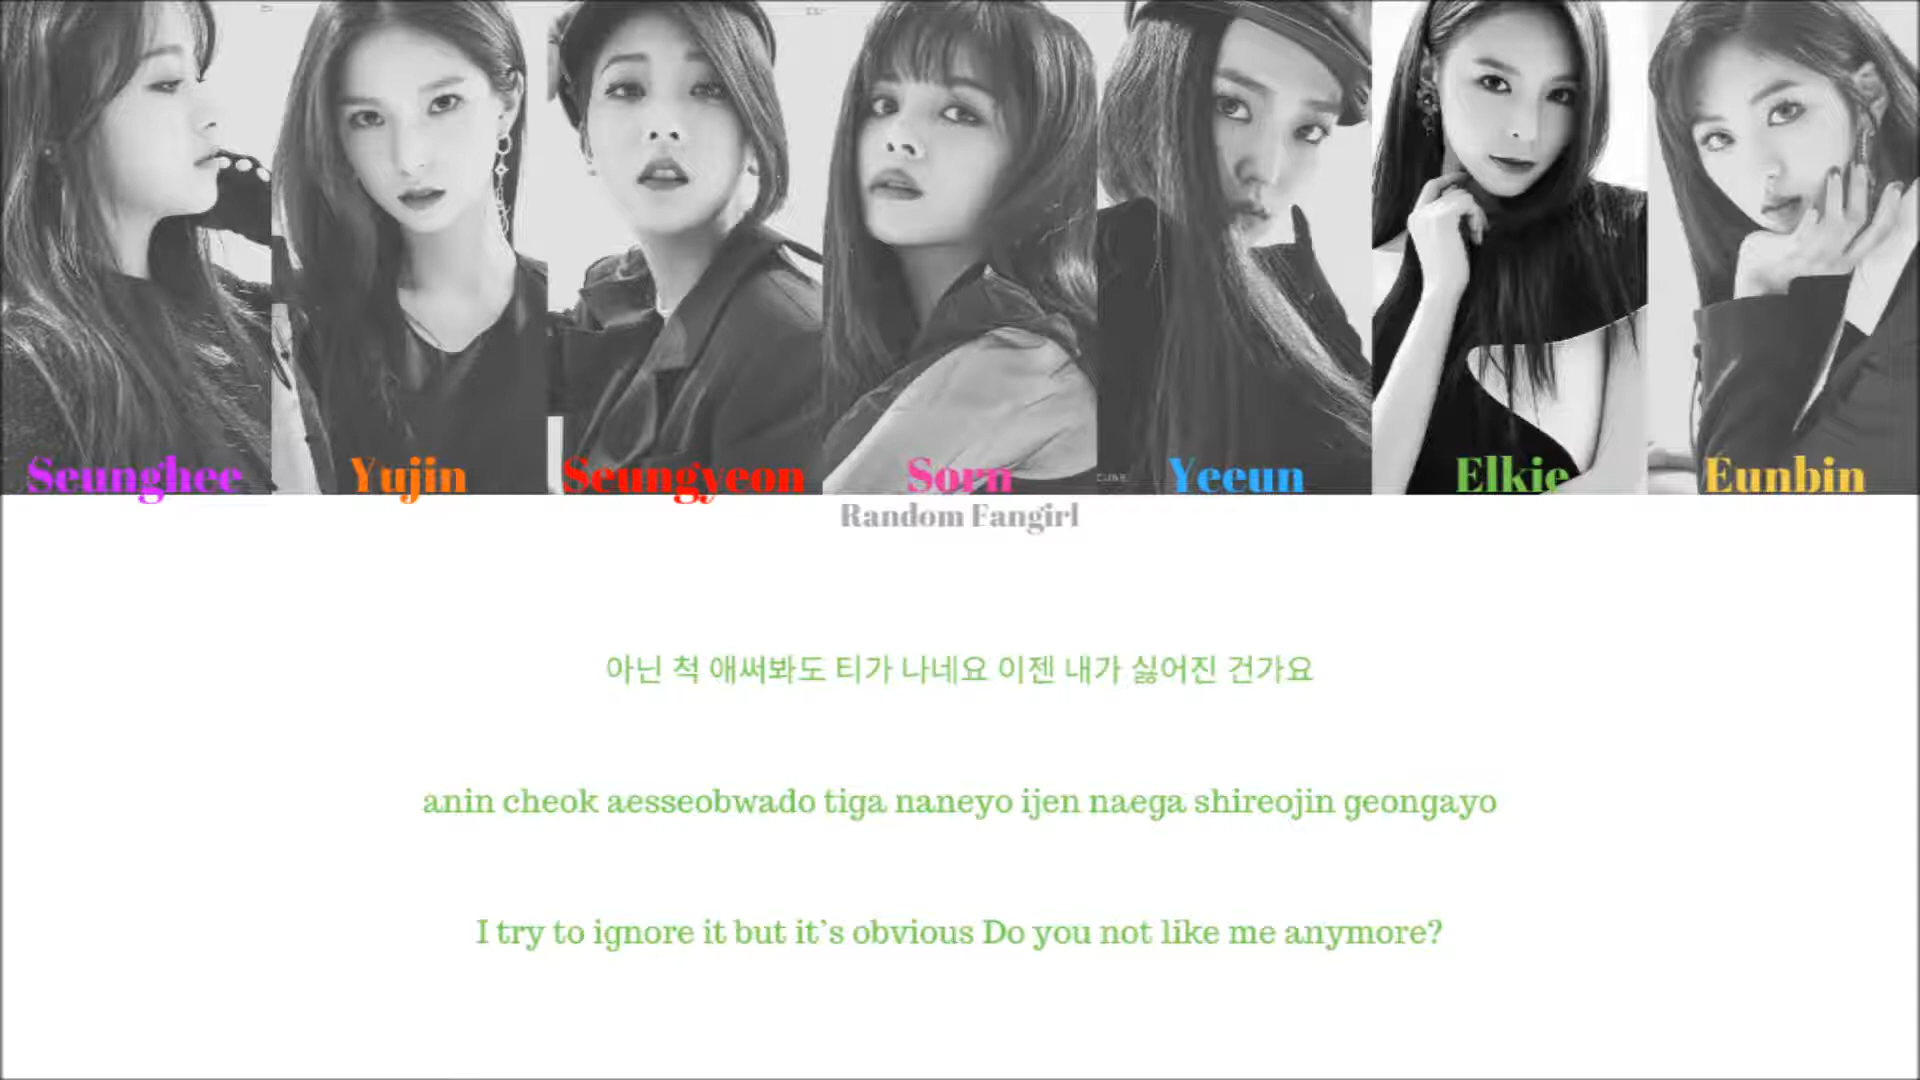 Seunghee Yujin Seungyeon Sorn Yeeun Elkie Eunbin
Random Fangirl
아닌 척 애써봐도 티가 나네요 이젠 내가 싫어진 건가요
anin cheok aesseobwado tiga naneyo ijen naega shireojin geongayo
I try to ignore it but it's obvious Do you not like me anymore?